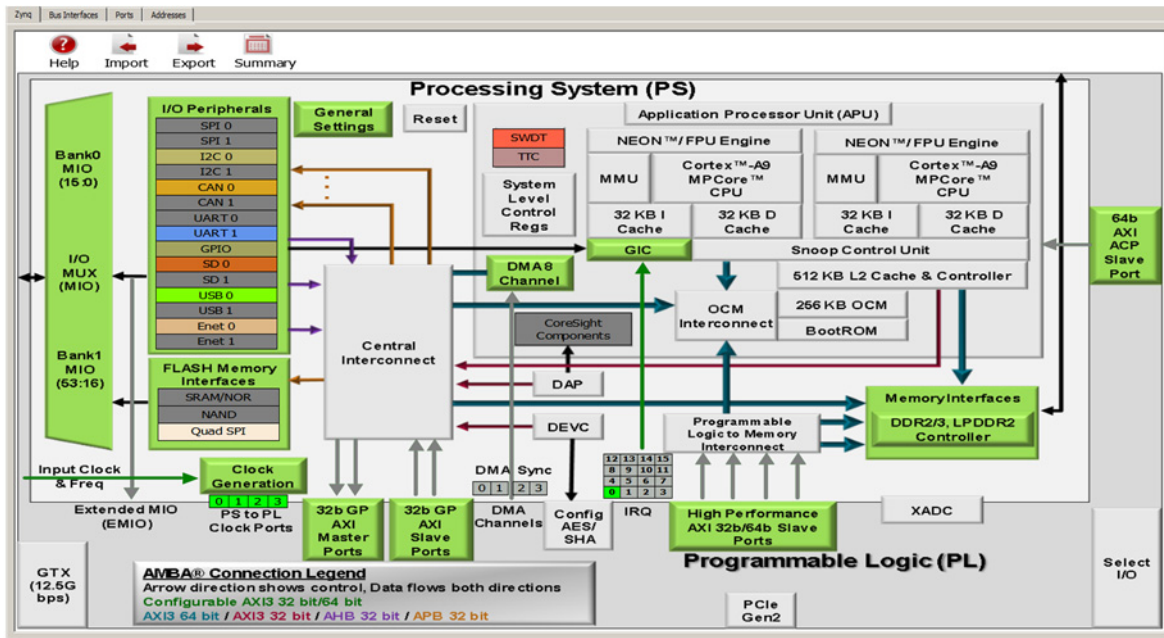 Zynq Bus Interfaces Ports Addresses
Help Import Export Summary
Processing System (PS)
Bank0
MIO
(15:0)
I/O
MUX
(MIO)
Bank1
MIO
(53:16)
I/O Peripherals
SPI 0
SPI 1
I2C 0
I2C 1
CAN 0
CAN 1
UART 0
UART 1
GPIO
SD 0
SD 1
USB 0
USB 1
Enet 0
Enet 1
FLASH Memory
Interfaces
SRAM/NOR
NAND
Quad SPI
General
Settings
Reset
Application Processor Unit (APU)
SWDT
TTC
System
Level
Control
Regs
NEON™/FPU Engine
MMU
Cortex™-A9
MPCore™
CPU
32 KB I
Cache
32 KB D
Cache
NEON™/FPU Engine
MMU
Cortex™-A9
MPCore™
CPU
32 KB I
Cache
32 KB D
Cache
GIC
Snoop Control Unit
DMA8
Channel
512 KB L2 Cache & Controller
OCM
Interconnect
256 KB OCM
BootROM
CoreSight
Components
Central
Interconnect
DAP
DEVC
Programmable
Logic to Memory
Interconnect
Memory Interfaces
DDR2/3, LPDDR2
Controller
64b
AXI
ACP
Slave
Port
Input Clock
& Freq
Clock
Generation
0 1 2 3
PS to PL
Clock Ports
Extended MIO
(EMIO)
32b GP
AXI
Master
Ports
32b GP
AXI
Slave
Ports
DMA Sync
0 1 2 3
DMA
Channels
Config
AES/
SHA
12 13 14 15
8 9 10 11
4 5 6 7
0 1 2 3
IRQ
High Performance
AXI 32b/64b Slave
Ports
XADC
Programmable Logic (PL)
GTX
(12.5G
bps)
AMBA® Connection Legend
Arrow direction shows control, Data flows both directions
Configurable AXI3 32 bit/64 bit
AXI3 64 bit / AXI3 32 bit / AHB 32 bit / APB 32 bit
PCIe
Gen2
Select
I/O